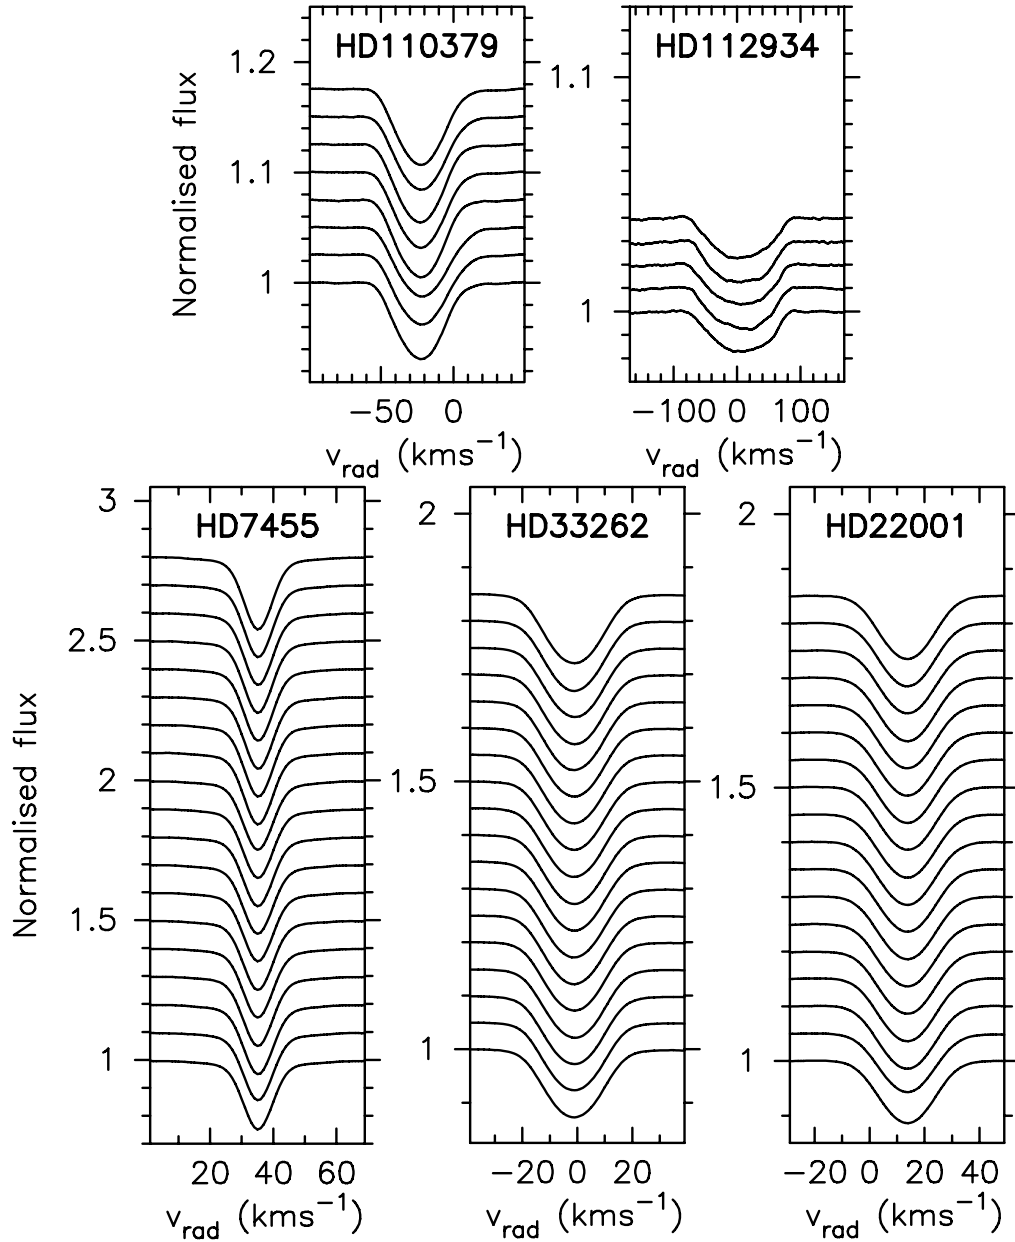 HD110379
HD112934
Normalised flux
1.2
1.1
1
1.1
1
−50 0
−100 0 100
v_rad (kms⁻¹)
v_rad (kms⁻¹)
HD7455
HD33262
HD22001
Normalised flux
3
2.5
2
1.5
1
2
1.5
1
2
1.5
1
20 40 60
−20 0 20
−20 0 20 40
v_rad (kms⁻¹)
v_rad (kms⁻¹)
v_rad (kms⁻¹)